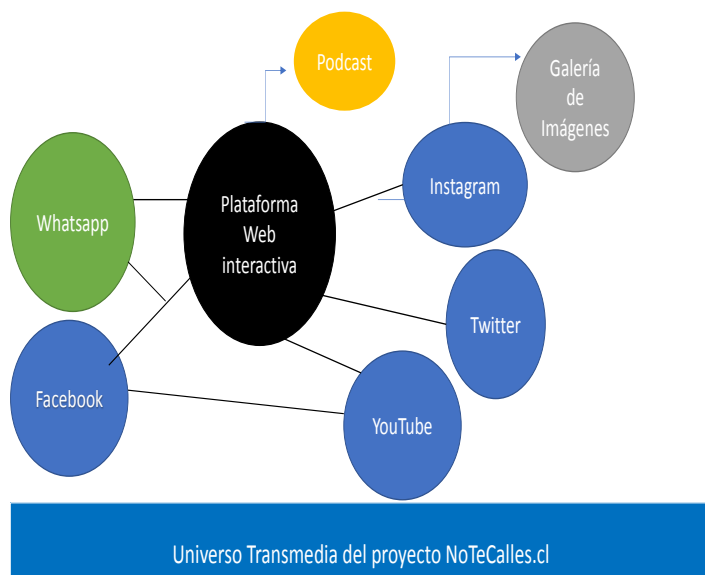 Podcast
Galería
de
Imágenes
Instagram
Plataforma
Web
interactiva
Whatsapp
Twitter
Facebook
YouTube
Universo Transmedia del proyecto NoTeCalles.cl